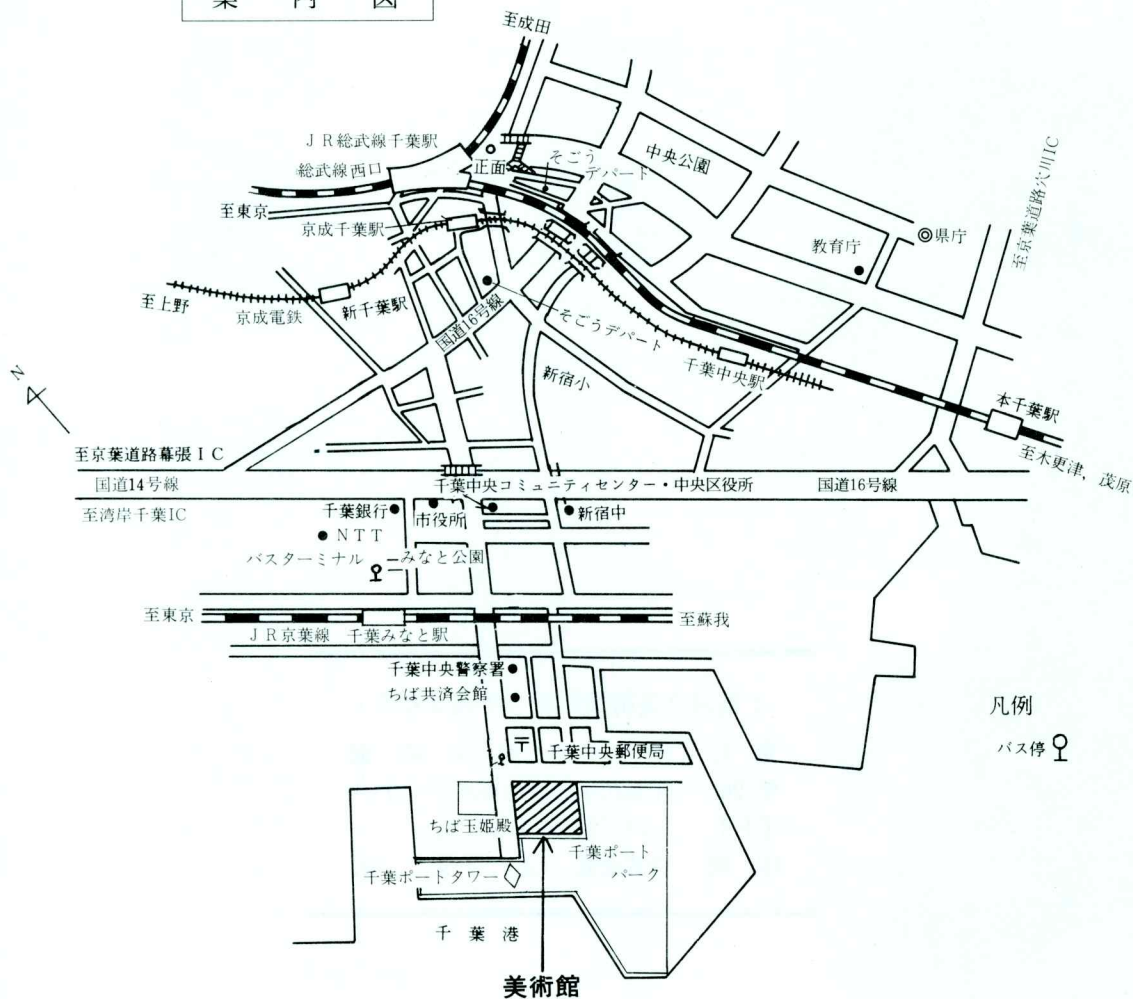 案内図
至成田
JR総武線千葉駅
総武線西口
正面
そごう
デパート
中央公園
至東京
京成千葉駅
教育庁
◎県庁
至京葉道路穴川IC
至上野
京成電鉄
新千葉駅
国道16号線
そごうデパート
千葉中央駅
新宿小
N
本千葉駅
至木更津，茂原
至京葉道路幕張IC
国道14号線
千葉中央コミュニティセンター・中央区役所
国道16号線
至湾岸千葉IC
千葉銀行
市役所
新宿中
NTT
バスターミナル
みなと公園
至東京
至蘇我
JR京葉線 千葉みなと駅
千葉中央警察署
ちば共済会館
〒
千葉中央郵便局
凡例
バス停
ちば玉姫殿
千葉ポート
パーク
千葉ポートタワー
千葉港
美術館